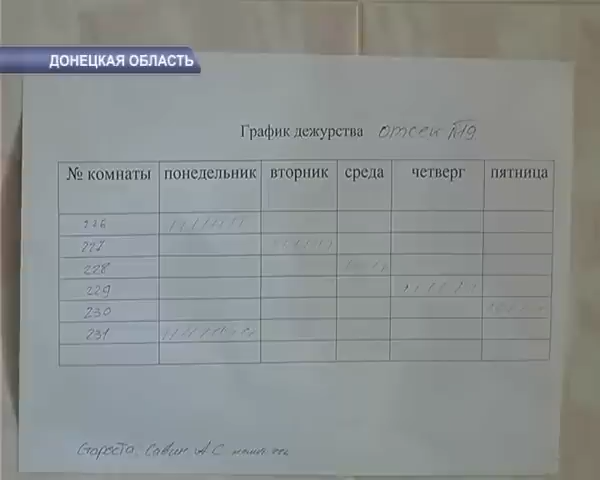 ДОНЕЦКАЯ ОБЛАСТЬ
График дежурства отсек №9
№ комнаты понедельник вторник среда четверг пятница
226
227
228
229
230
231
Староста: Савин А С